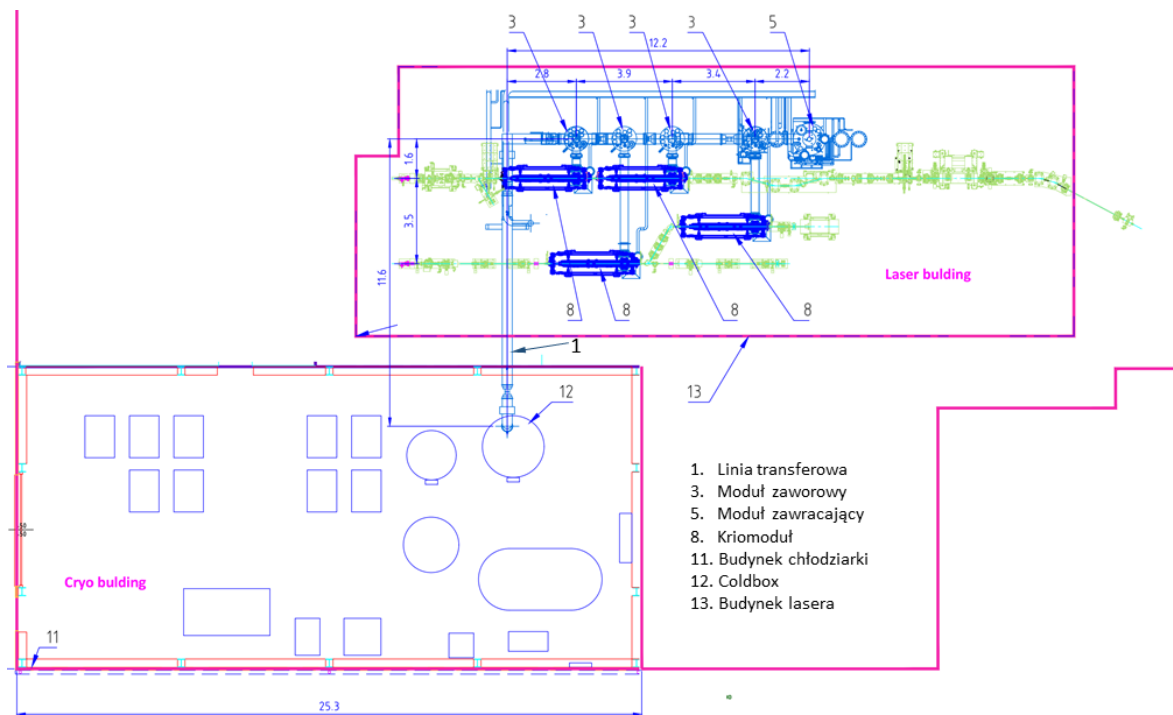 3 3 3 3 5
12.2
2.8 3.9 3.4 2.2
1.6
3.5
11.6
Laser bulding
8 8 8 8
1
13
12
1. Linia transferowa
3. Moduł zaworowy
5. Moduł zawracający
8. Kriomoduł
11. Budynek chłodziarki
12. Coldbox
13. Budynek lasera
Cryo bulding
11
25.3